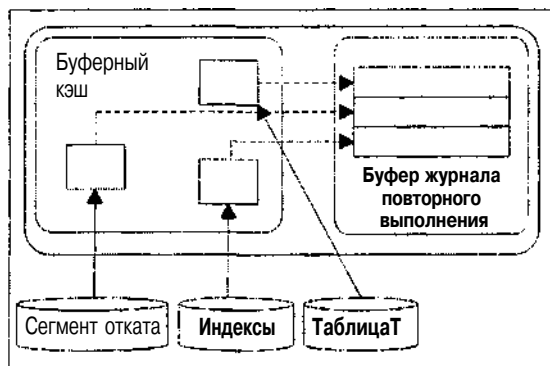 Буферный
кэш
Буфер журнала
повторного
выполнения
Сегмент отката
Индексы
ТаблицаТ